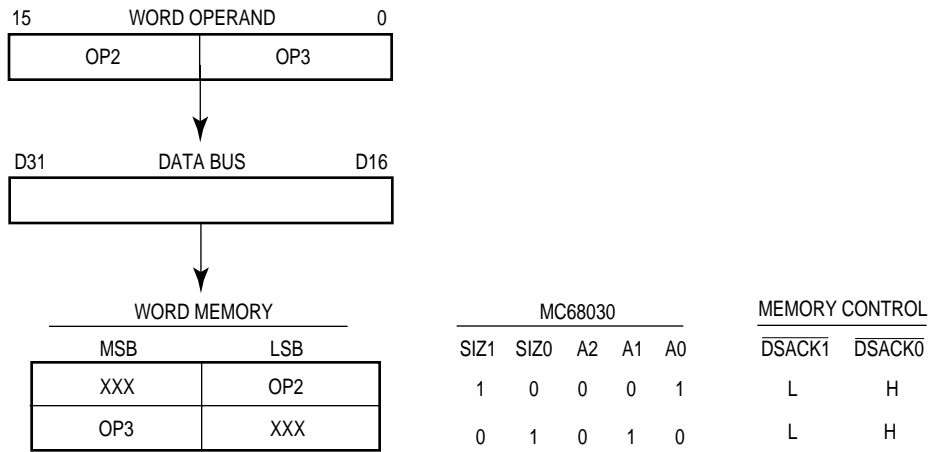 15 WORD OPERAND 0
OP2 OP3
D31 DATA BUS D16
WORD MEMORY MC68030 MEMORY CONTROL
MSB LSB SIZ1 SIZ0 A2 A1 A0 DSACK1 DSACK0
XXX OP2 1 0 0 0 1 L H
OP3 XXX 0 1 0 1 0 L H